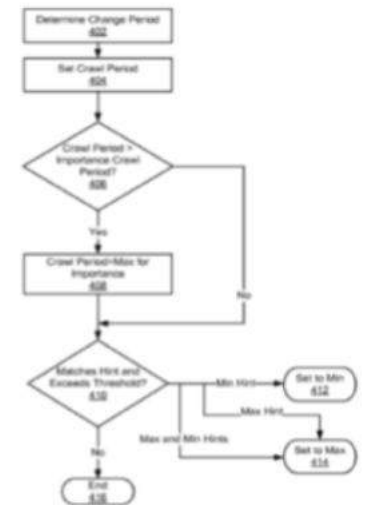 Determine Change Period
402
Set Crawl Period
404
Crawl Period >
Importance Crawl
Period?
406
Yes
Crawl Period=Max for
Importance
408
No
Matches Hint and
Exceeds Threshold?
410
Min Hint
Set to Min
412
Max Hint
Max and Min Hints
Set to Max
414
No
End
416